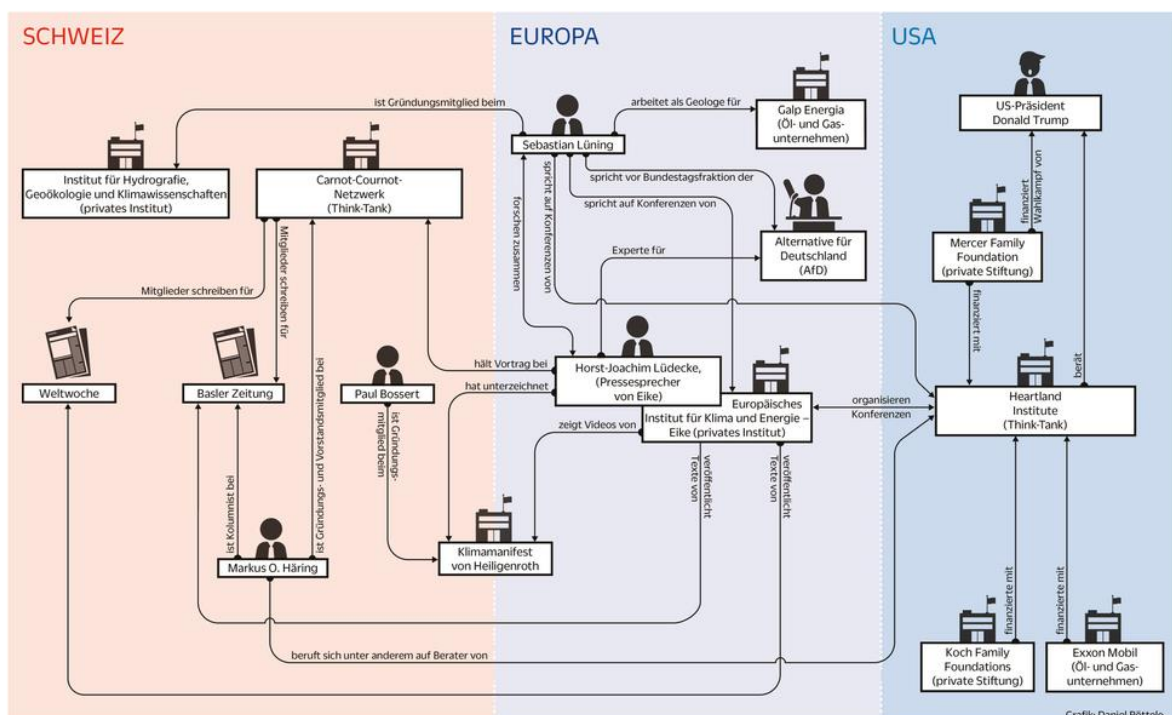 SCHWEIZ
EUROPA
USA
ist Gründungsmitglied beim
arbeitet als Geologe für
Galp Energia
(Öl- und Gas-
unternehmen)
US-Präsident
Donald Trump
Sebastian Lüning
Institut für Hydrografie,
Geoökologie und Klimawissenschaften
(privates Institut)
Carnot-Cournot-
Netzwerk
(Think-Tank)
spricht vor Bundestagsfraktion der
spricht auf Konferenzen von
spricht auf Konferenzen von
forschen zusammen
finanziert
Wahlkampf von
Mercer Family
Foundation
(private Stiftung)
Alternative für
Deutschland
(AfD)
Experte für
Mitglieder schreiben für
Mitglieder schreiben für
finanziert mit
berät
Weltwoche
Basler Zeitung
Paul Bossert
hält Vortrag bei
hat unterzeichnet
Horst-Joachim Lüdecke,
(Pressesprecher
von Eike)
Europäisches
Institut für Klima und Energie –
Eike (privates Institut)
organisieren
Konferenzen
Heartland
Institute
(Think-Tank)
zeigt Videos von
ist Gründungs-
mitglied beim
ist Gründungs- und Vorstandsmitglied bei
ist Kolumnist bei
veröffentlicht
Texte von
veröffentlicht
Texte von
Klimamanifest
von Heiligenroth
Markus O. Häring
beruft sich unter anderem auf Berater von
finanzierte mit
finanzierte mit
Koch Family
Foundations
(private Stiftung)
Exxon Mobil
(Öl- und Gas-
unternehmen)